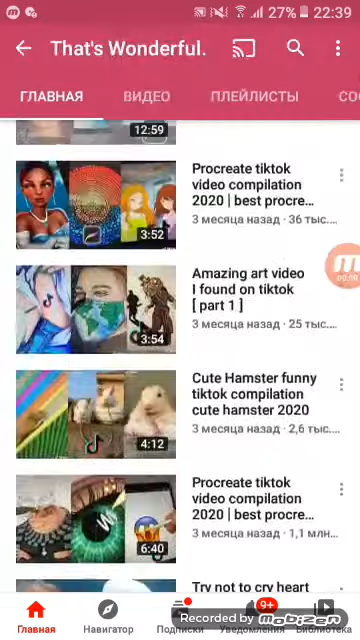 27% 22:39
That's Wonderful.
ГЛАВНАЯ ВИДЕО ПЛЕЙЛИСТЫ СОО
12:59
Procreate tiktok
video compilation
2020 | best procre...
3 месяца назад · 36 тыс....
3:52
Amazing art video
I found on tiktok
[ part 1 ]
3 месяца назад · 25 тыс....
3:54
Cute Hamster funny
tiktok compilation
cute hamster 2020
3 месяца назад · 2,6 тыс....
4:12
Procreate tiktok
video compilation
2020 | best procre...
3 месяца назад · 1,1 млн...
6:40
Try not to cry heart
9+
Главная Навигатор Подписки Уведомления Библиотека
Recorded by MOBIZEN